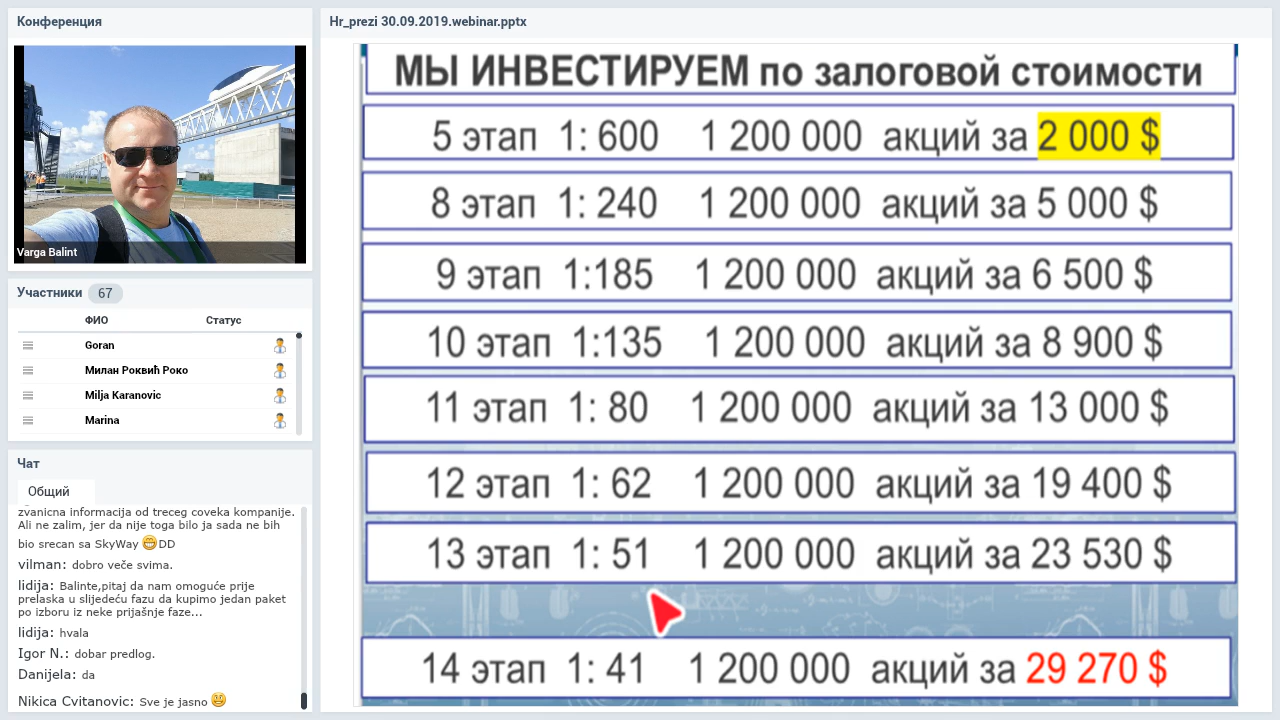 Конференция
Varga Balint
Участники 67
ФИО Статус
Goran
Милан Роквић Роко
Milja Karanovic
Marina
Чат
Общий
zvanicna informacija od treceg coveka kompanije.
Ali ne zalim, jer da nije toga bilo ja sada ne bih
bio srecan sa SkyWay 😁DD
vilman: dobro veče svima.
lidija: Balinte,pitaj da nam omoguće prije
prelaska u slijedeću fazu da kupimo jedan paket
po izboru iz neke prijašnje faze...
lidija: hvala
Igor N.: dobar predlog.
Danijela: da
Nikica Cvitanovic: Sve je jasno
Hr_prezi 30.09.2019.webinar.pptx
МЫ ИНВЕСТИРУЕМ по залоговой стоимости
5 этап 1: 600 1 200 000 акций за 2 000 $
8 этап 1: 240 1 200 000 акций за 5 000 $
9 этап 1:185 1 200 000 акций за 6 500 $
10 этап 1:135 1 200 000 акций за 8 900 $
11 этап 1: 80 1 200 000 акций за 13 000 $
12 этап 1: 62 1 200 000 акций за 19 400 $
13 этап 1: 51 1 200 000 акций за 23 530 $
14 этап 1: 41 1 200 000 акций за 29 270 $